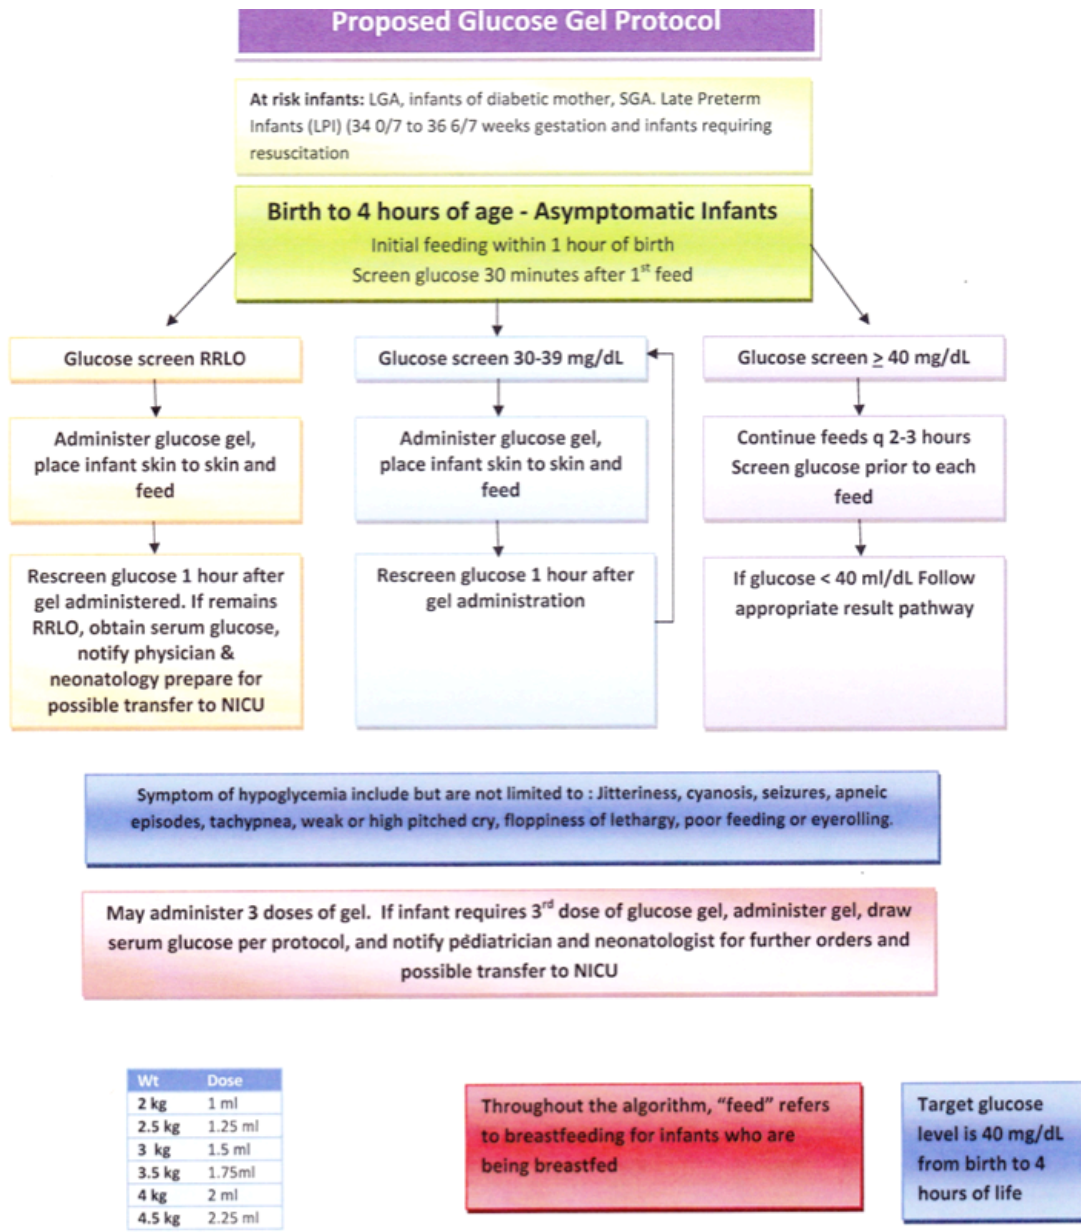 Proposed Glucose Gel Protocol
At risk infants: LGA, infants of diabetic mother, SGA. Late Preterm
Infants (LPI) (34 0/7 to 36 6/7 weeks gestation and infants requiring
resuscitation
Birth to 4 hours of age - Asymptomatic Infants
Initial feeding within 1 hour of birth
Screen glucose 30 minutes after 1st feed
Glucose screen RRLO
Administer glucose gel,
place infant skin to skin and
feed
Rescreen glucose 1 hour after
gel administered. If remains
RRLO, obtain serum glucose,
notify physician &
neonatology prepare for
possible transfer to NICU
Glucose screen 30-39 mg/dL
Administer glucose gel,
place infant skin to skin and
feed
Rescreen glucose 1 hour after
gel administration
Glucose screen ≥ 40 mg/dL
Continue feeds q 2-3 hours
Screen glucose prior to each
feed
If glucose < 40 ml/dL Follow
appropriate result pathway
Symptom of hypoglycemia include but are not limited to : Jitteriness, cyanosis, seizures, apneic
episodes, tachypnea, weak or high pitched cry, floppiness of lethargy, poor feeding or eyerolling.
May administer 3 doses of gel. If infant requires 3rd dose of glucose gel, administer gel, draw
serum glucose per protocol, and notify pediatrician and neonatologist for further orders and
possible transfer to NICU
Wt Dose
2 kg 1 ml
2.5 kg 1.25 ml
3 kg 1.5 ml
3.5 kg 1.75ml
4 kg 2 ml
4.5 kg 2.25 ml
Throughout the algorithm, “feed” refers
to breastfeeding for infants who are
being breastfed
Target glucose
level is 40 mg/dL
from birth to 4
hours of life